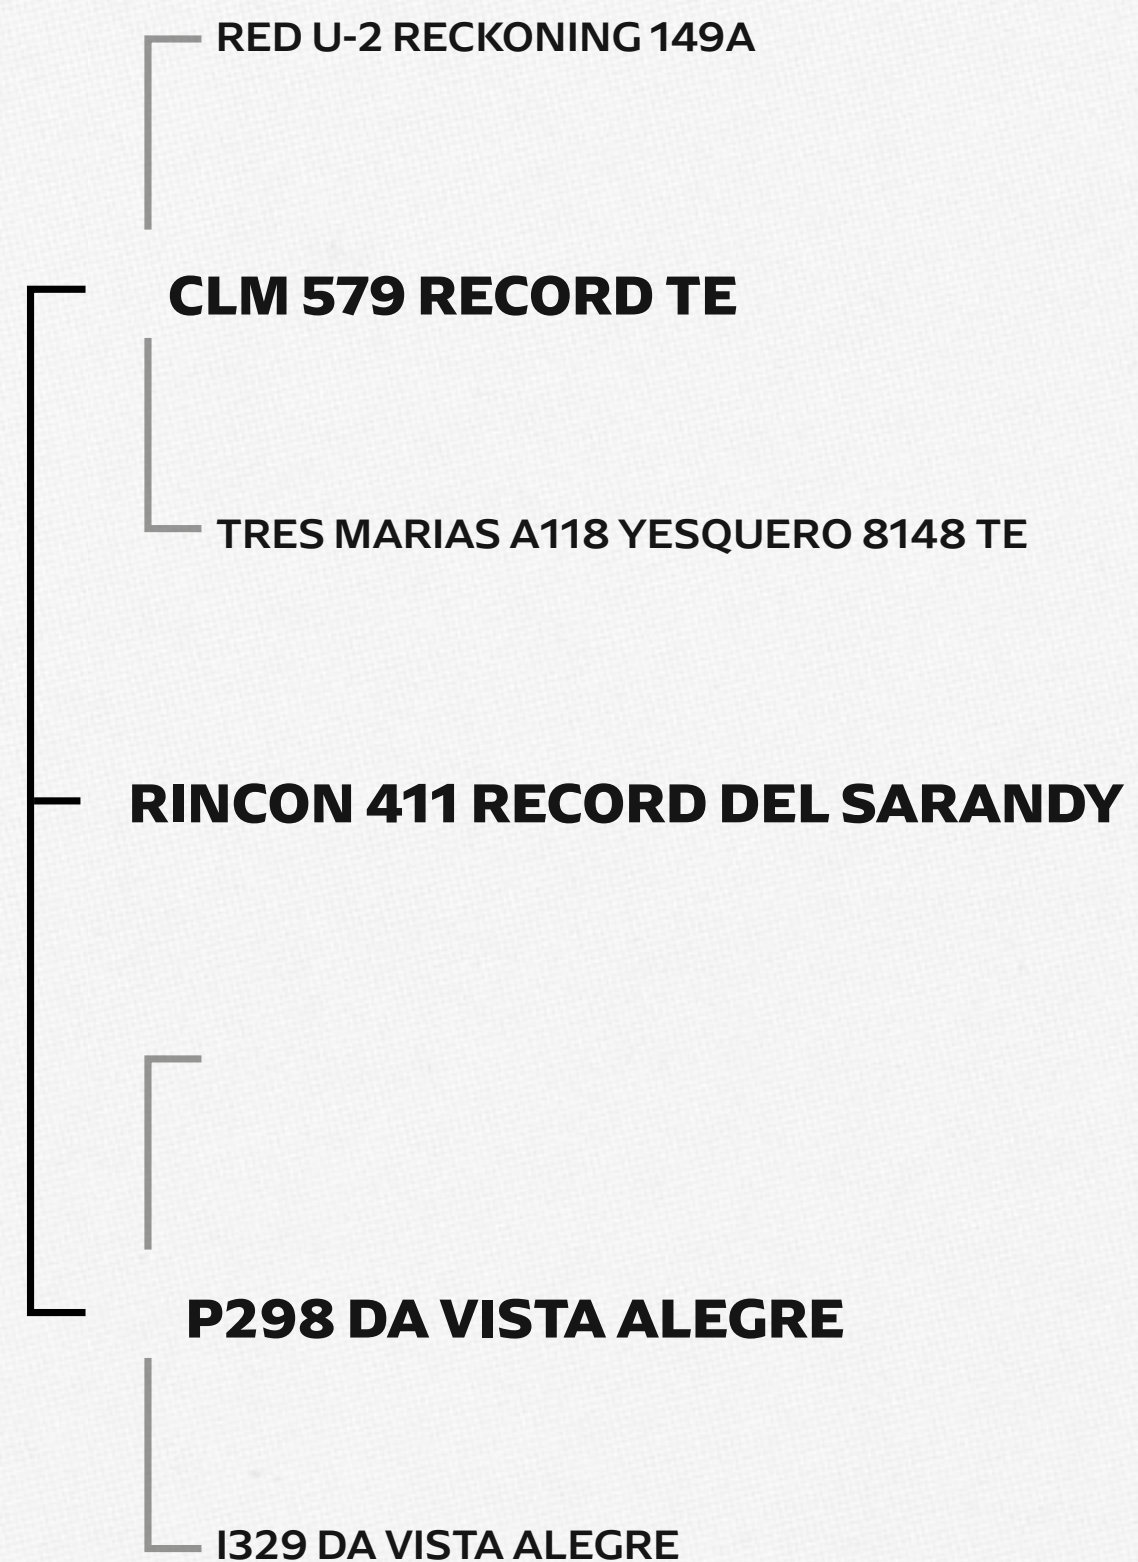 RED U-2 RECKONING 149A
CLM 579 RECORD TE
TRES MARIAS A118 YESQUERO 8148 TE
RINCON 411 RECORD DEL SARANDY
P298 DA VISTA ALEGRE
I329 DA VISTA ALEGRE